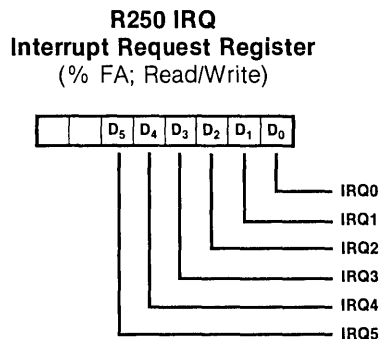 R250 IRQ
Interrupt Request Register
(% FA; Read/Write)
D5 D4 D3 D2 D1 D0
IRQ0
IRQ1
IRQ2
IRQ3
IRQ4
IRQ5